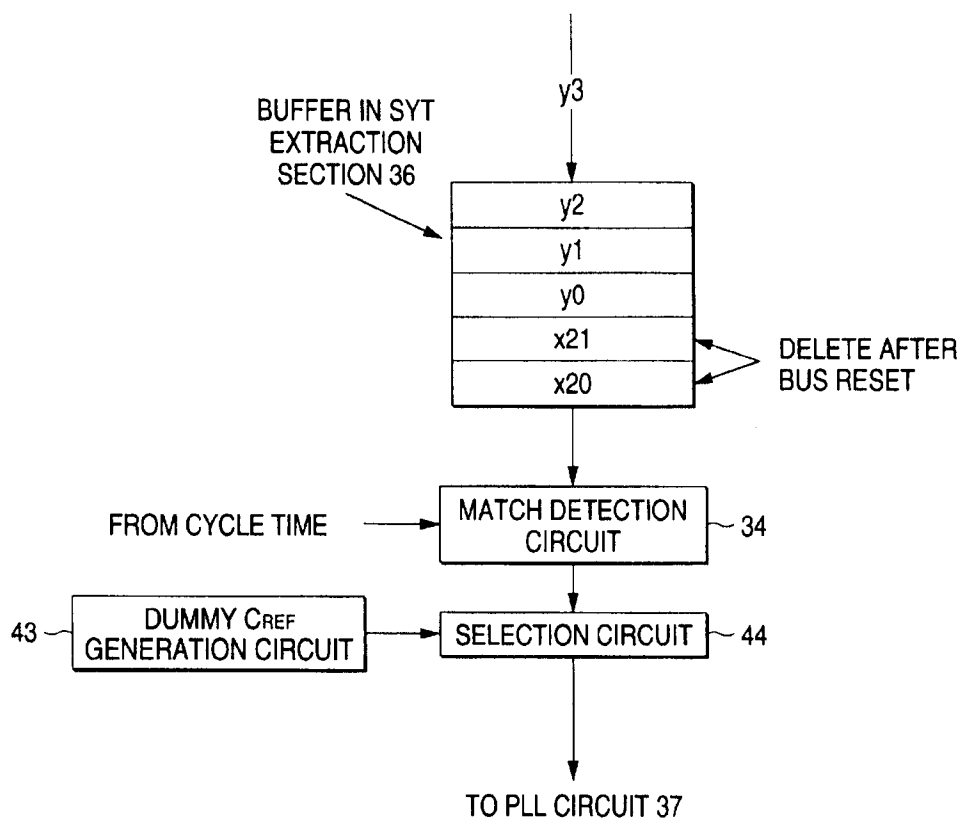 y3
BUFFER IN SYT
EXTRACTION
SECTION 36
y2
y1
y0
x21
x20
DELETE AFTER
BUS RESET
FROM CYCLE TIME
MATCH DETECTION
CIRCUIT
34
43
DUMMY CREF
GENERATION CIRCUIT
SELECTION CIRCUIT
44
TO PLL CIRCUIT 37